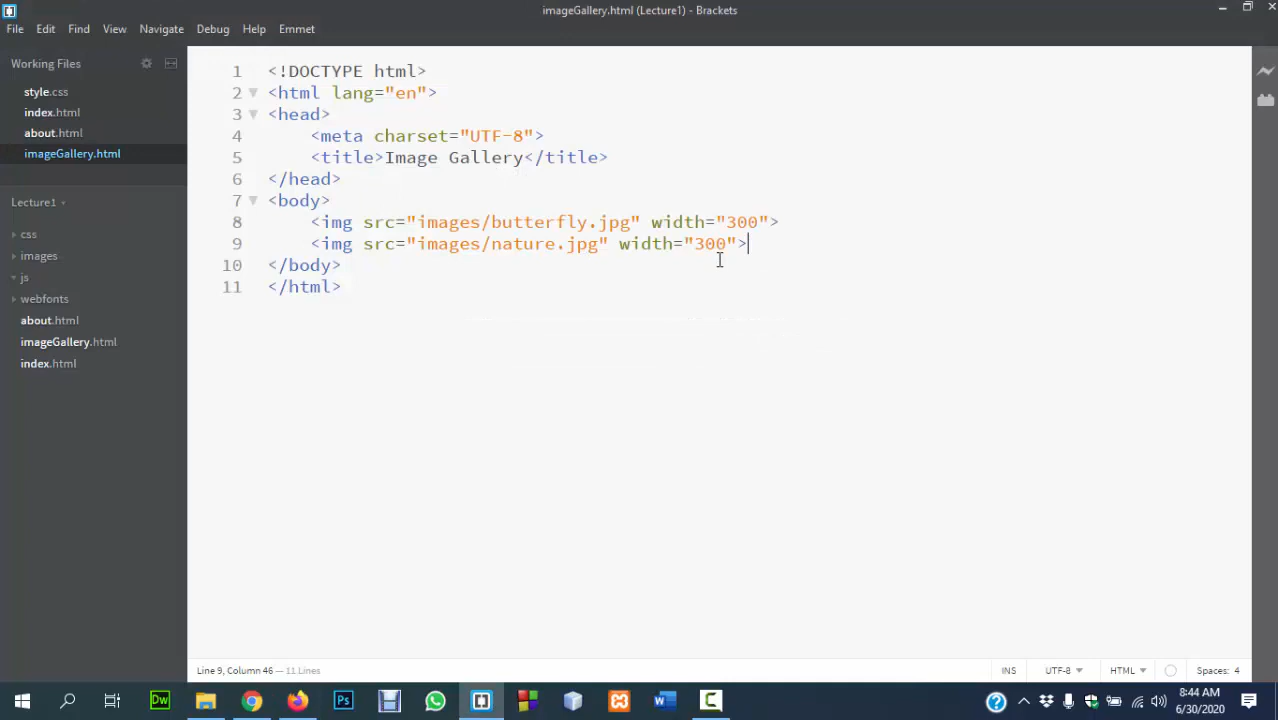 imageGallery.html (Lecture1) - Brackets
File Edit Find View Navigate Debug Help Emmet
Working Files
style.css
index.html
about.html
imageGallery.html
Lecture1
css
images
js
webfonts
about.html
imageGallery.html
index.html
1 <!DOCTYPE html>
2 <html lang="en">
3 <head>
4 <meta charset="UTF-8">
5 <title>Image Gallery</title>
6 </head>
7 <body>
8 <img src="images/butterfly.jpg" width="300">
9 <img src="images/nature.jpg" width="300">
10 </body>
11 </html>
Line 9, Column 46 — 11 Lines
INS UTF-8 HTML Spaces: 4
Dw Ps W C
8:44 AM
6/30/2020